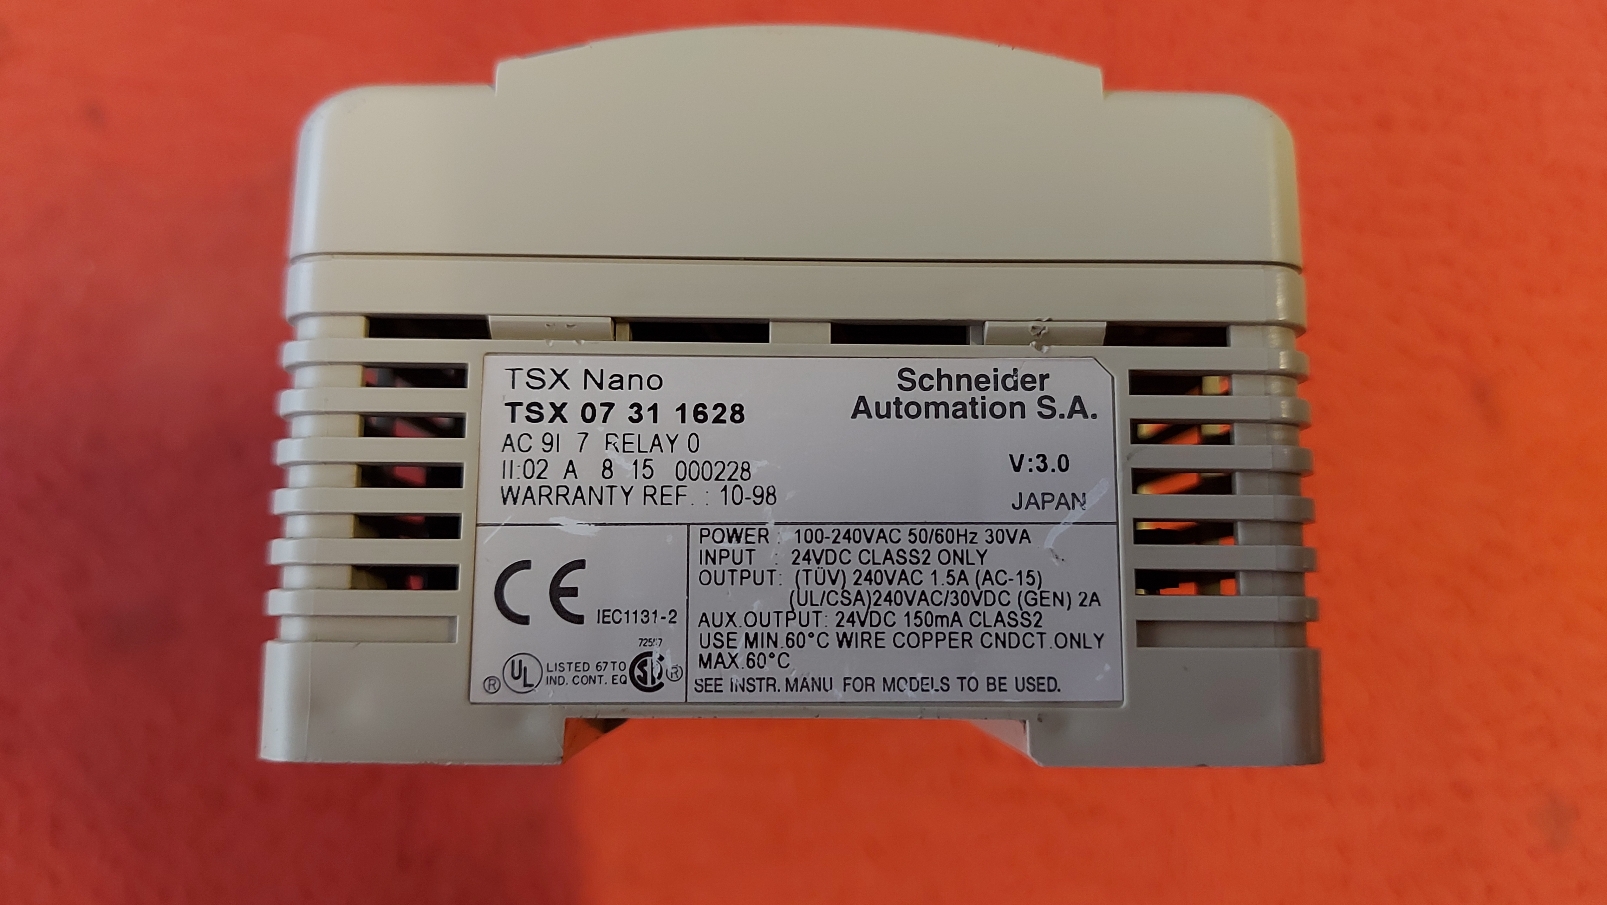 TSX Nano
Schneider
Automation S.A.
TSX 07 31 1628
AC 9I 7 RELAY 0
II:02 A 8 15 000228
V:3.0
WARRANTY REF. : 10-98
JAPAN
CE
IEC1131-2
UL
LISTED 67TO
IND. CONT. EQ
®
®
POWER : 100-240VAC 50/60Hz 30VA
INPUT : 24VDC CLASS2 ONLY
OUTPUT: (TÜV) 240VAC 1.5A (AC-15)
(UL/CSA)240VAC/30VDC (GEN) 2A
AUX.OUTPUT: 24VDC 150mA CLASS2
USE MIN.60°C WIRE COPPER CNDCT.ONLY
MAX.60°C
SEE INSTR. MANU FOR MODELS TO BE USED.